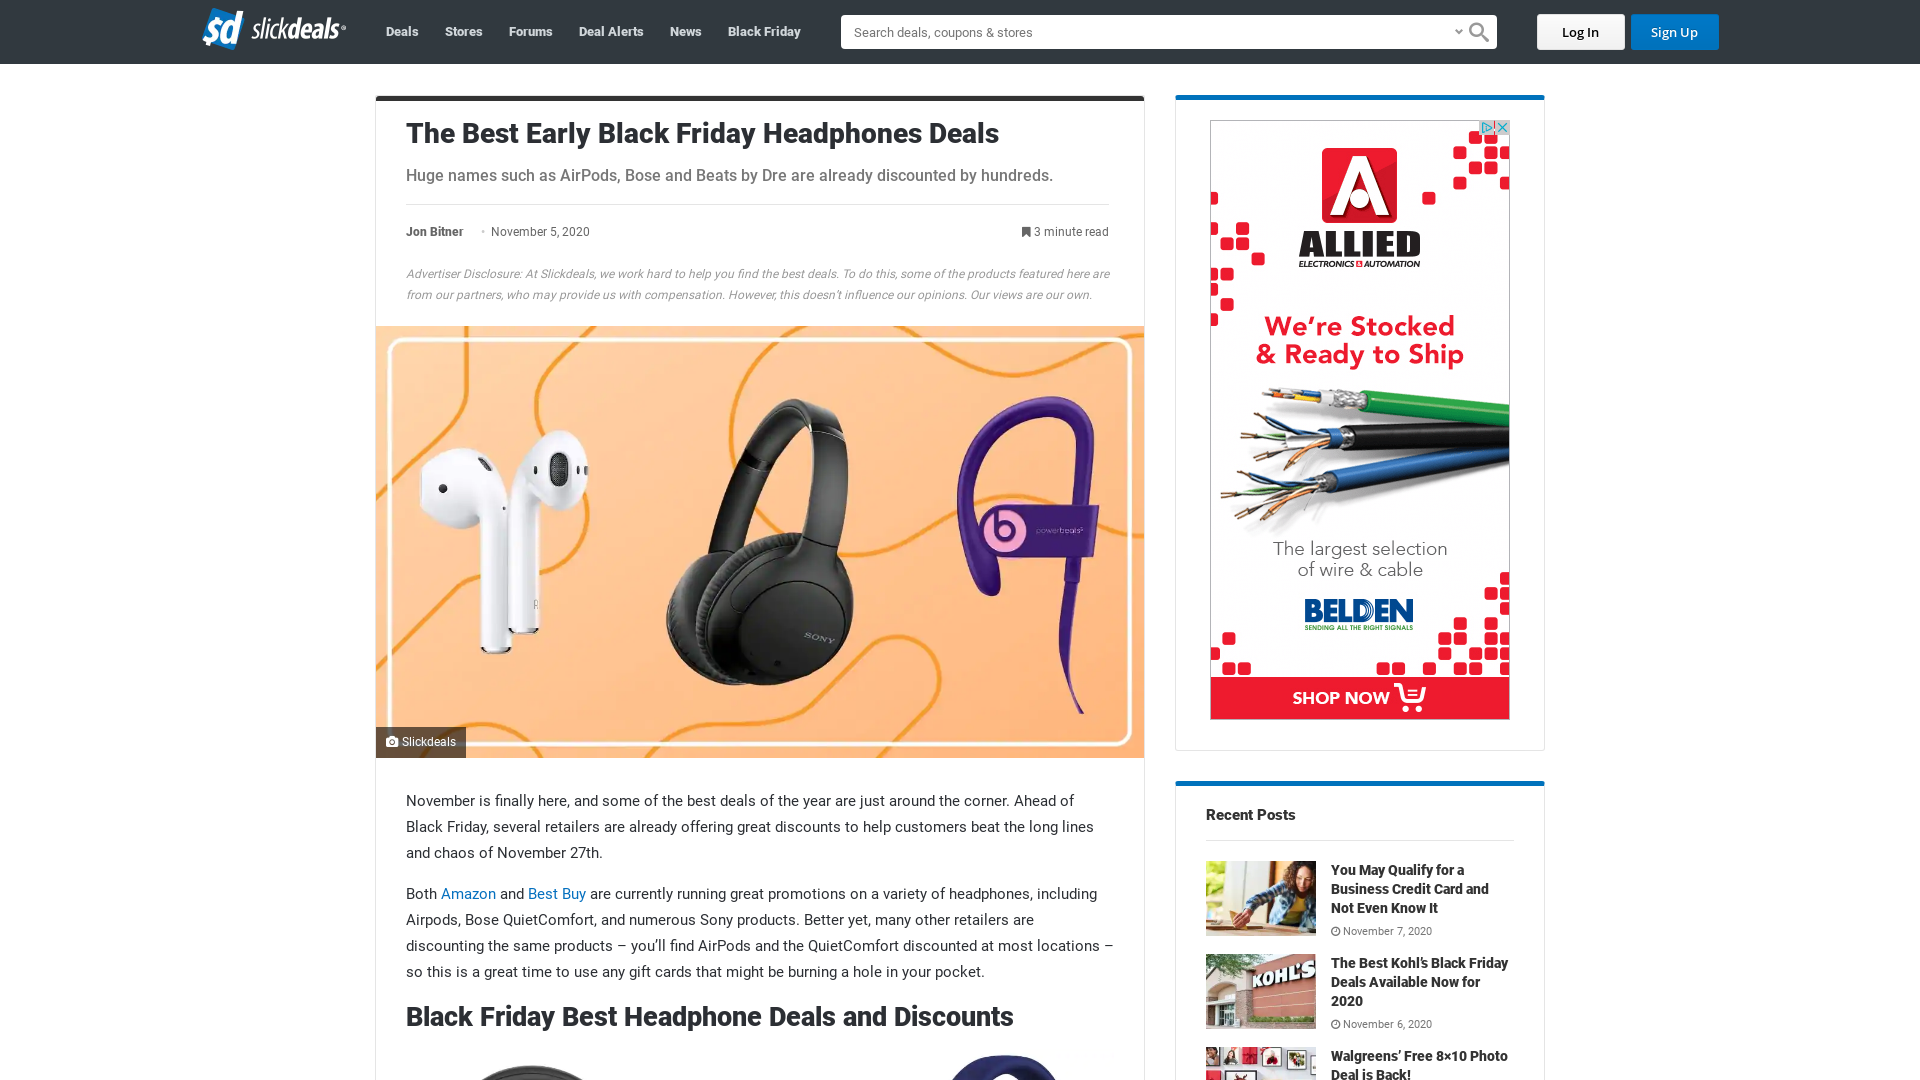 sd slickdeals®
Deals Stores Forums Deal Alerts News Black Friday
Search deals, coupons & stores
Log In Sign Up
The Best Early Black Friday Headphones Deals
Huge names such as AirPods, Bose and Beats by Dre are already discounted by hundreds.
Jon Bitner • November 5, 2020
3 minute read
Advertiser Disclosure: At Slickdeals, we work hard to help you find the best deals. To do this, some of the products featured here are
from our partners, who may provide us with compensation. However, this doesn’t influence our opinions. Our views are our own.
SONY
powerbeats³
Slickdeals
November is finally here, and some of the best deals of the year are just around the corner. Ahead of
Black Friday, several retailers are already offering great discounts to help customers beat the long lines
and chaos of November 27th.
Both Amazon and Best Buy are currently running great promotions on a variety of headphones, including
Airpods, Bose QuietComfort, and numerous Sony products. Better yet, many other retailers are
discounting the same products – you’ll find AirPods and the QuietComfort discounted at most locations –
so this is a great time to use any gift cards that might be burning a hole in your pocket.
Black Friday Best Headphone Deals and Discounts
ALLIED
ELECTRONICS & AUTOMATION
We’re Stocked
& Ready to Ship
The largest selection
of wire & cable
BELDEN
SENDING ALL THE RIGHT SIGNALS
SHOP NOW
Recent Posts
You May Qualify for a
Business Credit Card and
Not Even Know It
November 7, 2020
KOHL'S
The Best Kohl’s Black Friday
Deals Available Now for
2020
November 6, 2020
Walgreens’ Free 8×10 Photo
Deal is Back!